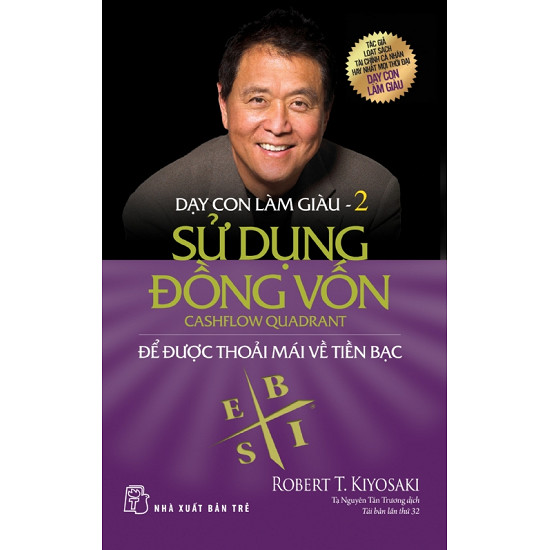 TÁC GIẢ
LOẠT SÁCH
TÀI CHÍNH CÁ NHÂN
HAY NHẤT MỌI THỜI ĐẠI
DẠY CON
LÀM GIÀU
DẠY CON LÀM GIÀU - 2
SỬ DỤNG
ĐỒNG VỐN
CASHFLOW QUADRANT
ĐỂ ĐƯỢC THOẢI MÁI VỀ TIỀN BẠC
E B
S I
ROBERT T. KIYOSAKI
Tạ Nguyên Tấn Trương dịch
Tái bản lần thứ 32
NHÀ XUẤT BẢN TRẺ